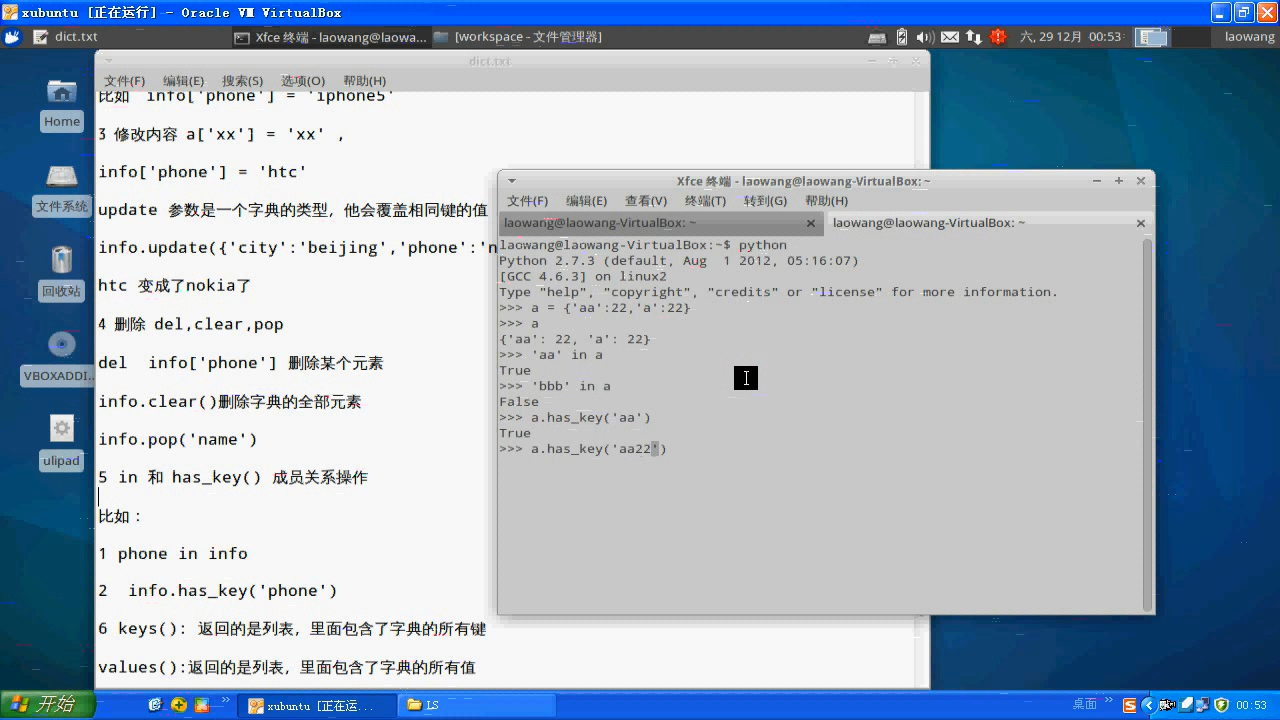 xubuntu [正在运行] - Oracle VM VirtualBox
dict.txt
Xfce 终端 - laowang@laowa...
[workspace - 文件管理器]
六, 29 12月 00:53
laowang
Home
文件系统
回收站
VBOXADDI...
ulipad
dict.txt
文件(F) 编辑(E) 搜索(S) 选项(O) 帮助(H)
比如 info['phone'] = 'iphone5'
3 修改内容 a['xx'] = 'xx' ,
info['phone'] = 'htc'
update 参数是一个字典的类型，他会覆盖相同键的值
info.update({'city':'beijing','phone':'n
htc 变成了nokia了
4 删除 del,clear,pop
del  info['phone'] 删除某个元素
info.clear()删除字典的全部元素
info.pop('name')
5 in 和 has_key() 成员关系操作
比如：
1 phone in info
2  info.has_key('phone')
6 keys(): 返回的是列表，里面包含了字典的所有键
values():返回的是列表，里面包含了字典的所有值
Xfce 终端 - laowang@laowang-VirtualBox: ~
文件(F) 编辑(E) 查看(V) 终端(T) 转到(G) 帮助(H)
laowang@laowang-VirtualBox: ~
laowang@laowang-VirtualBox: ~
laowang@laowang-VirtualBox:~$ python
Python 2.7.3 (default, Aug  1 2012, 05:16:07)
[GCC 4.6.3] on linux2
Type "help", "copyright", "credits" or "license" for more information.
>>> a = {'aa':22,'a':22}
>>> a
{'aa': 22, 'a': 22}
>>> 'aa' in a
True
>>> 'bbb' in a
False
>>> a.has_key('aa')
True
>>> a.has_key('aa22')
开始
xubuntu [正在运...
LS
桌面
00:53